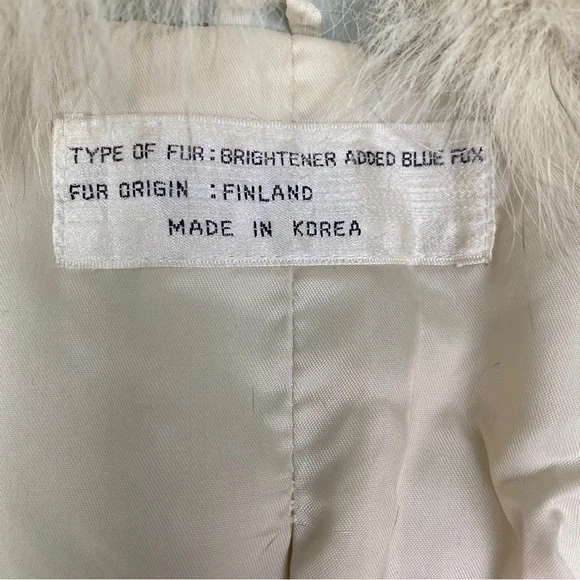 TYPE OF FUR : BRIGHTENER ADDED BLUE FOX
FUR ORIGIN : FINLAND
MADE IN KOREA